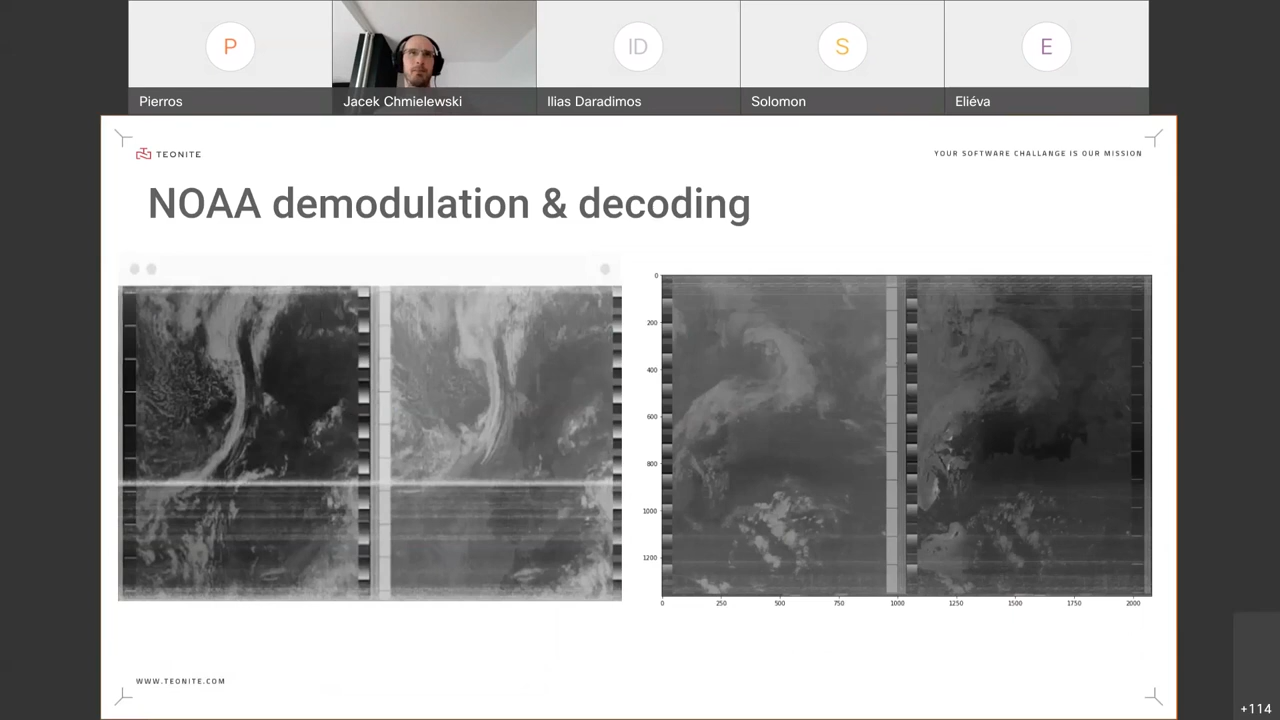 P
ID
S
E
Pierros
Jacek Chmielewski
Ilias Daradimos
Solomon
Eliéva
TEONITE
YOUR SOFTWARE CHALLANGE IS OUR MISSION
NOAA demodulation & decoding
0
200
400
600
800
1000
1200
0
250
500
750
1000
1250
1500
1750
2000
WWW.TEONITE.COM
+114